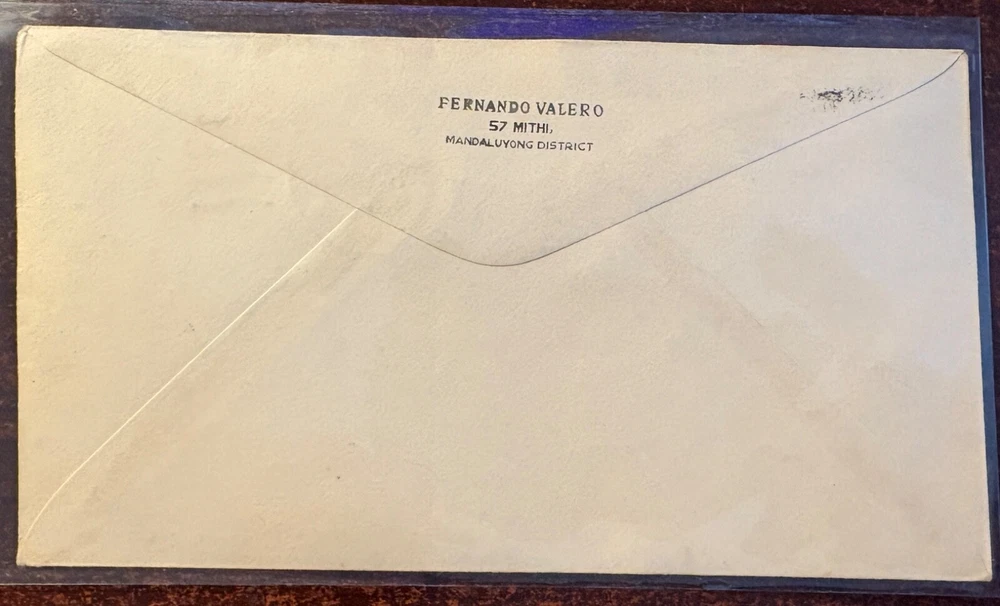 FERNANDO VALERO
57 MITHI,
MANDALUYONG DISTRICT